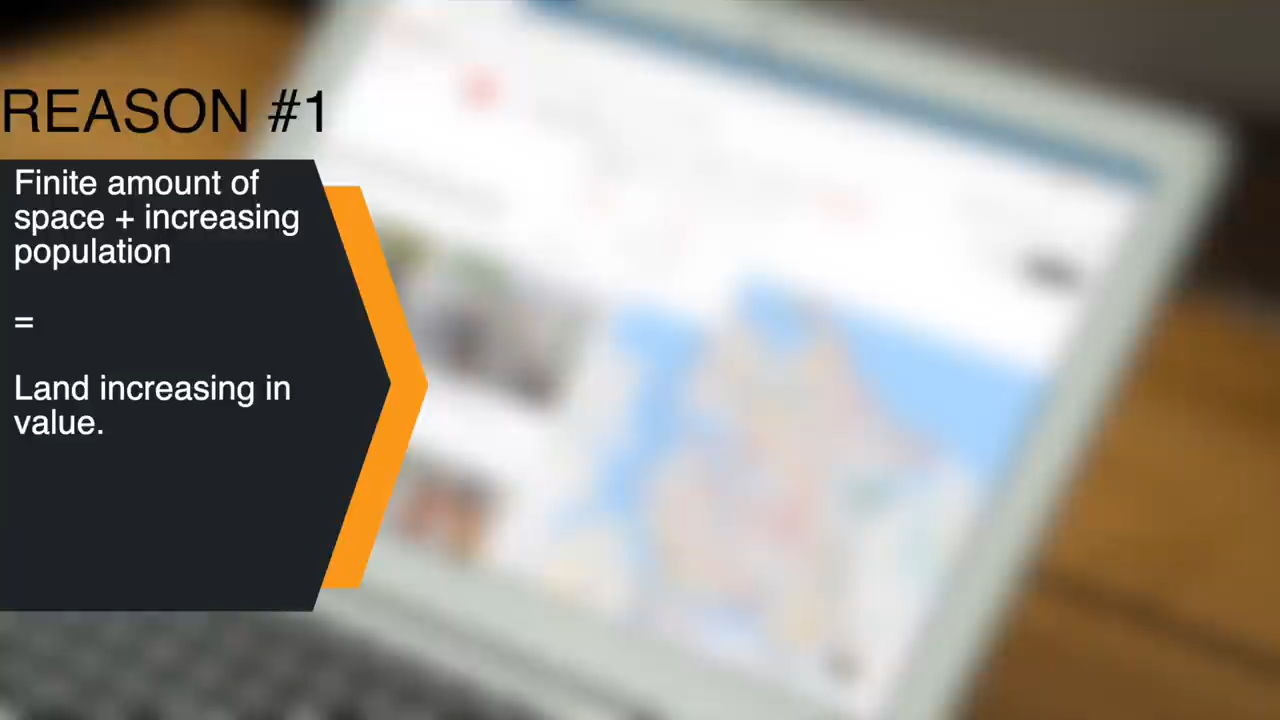 REASON #1
Finite amount of
space + increasing
population
=
Land increasing in
value.